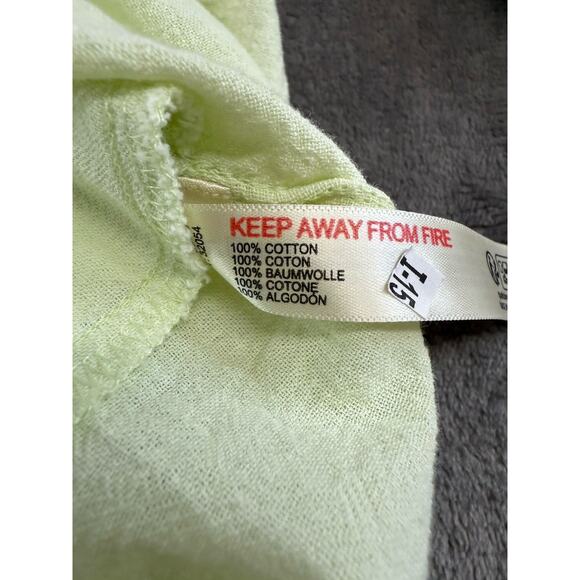 KEEP AWAY FROM FIRE
100% COTTON
100% COTON
100% BAUMWOLLE
100% COTONE
100% ALGODÓN
I-15